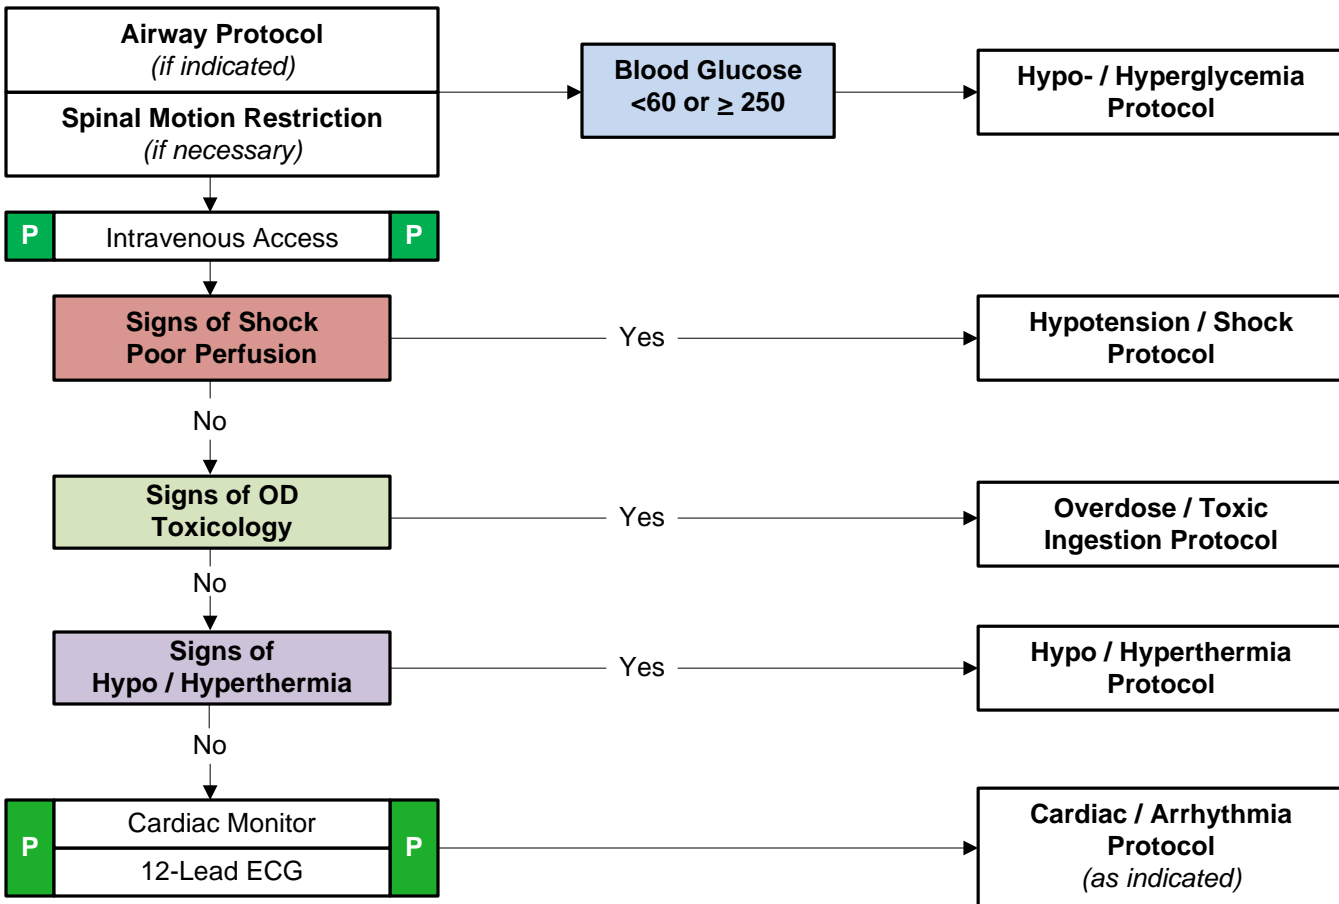 Airway Protocol
(if indicated)
Spinal Motion Restriction
(if necessary)
Blood Glucose
<60 or ≥ 250
Hypo- / Hyperglycemia
Protocol
P
Intravenous Access
P
Signs of Shock
Poor Perfusion
Yes
Hypotension / Shock
Protocol
No
Signs of OD
Toxicology
Yes
Overdose / Toxic
Ingestion Protocol
No
Signs of
Hypo / Hyperthermia
Yes
Hypo / Hyperthermia
Protocol
No
P
Cardiac Monitor
12-Lead ECG
P
Cardiac / Arrhythmia
Protocol
(as indicated)